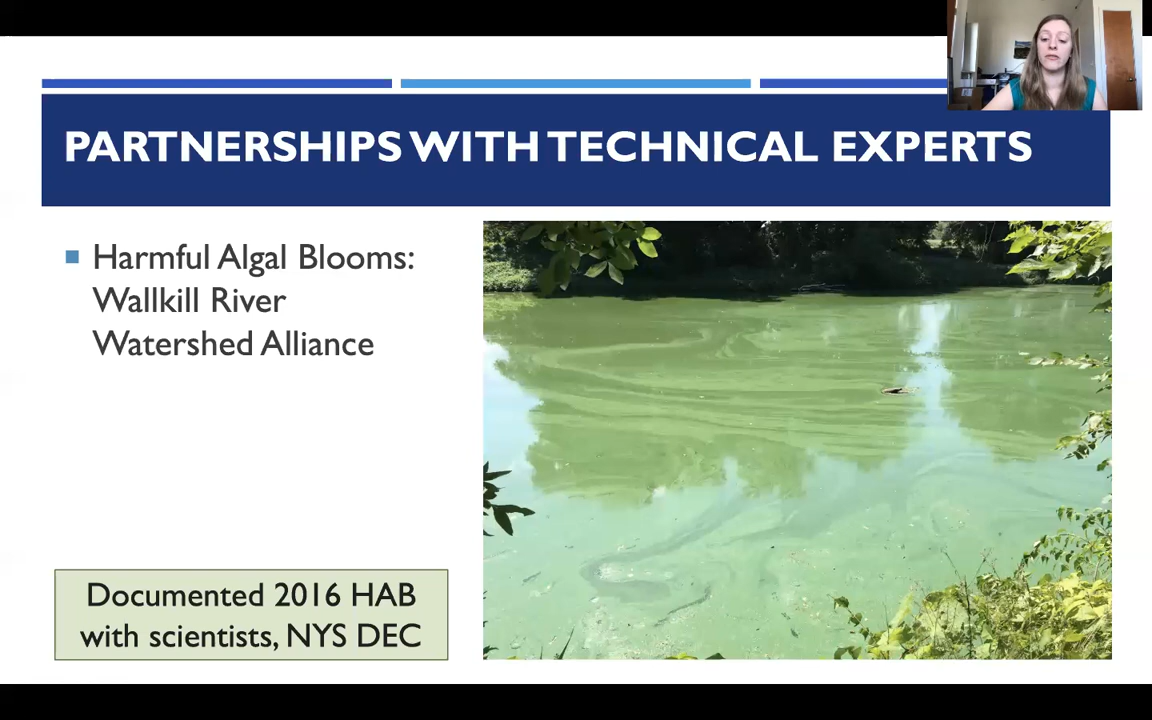 PARTNERSHIPS WITH TECHNICAL EXPERTS
Harmful Algal Blooms:
Wallkill River
Watershed Alliance
Documented 2016 HAB
with scientists, NYS DEC